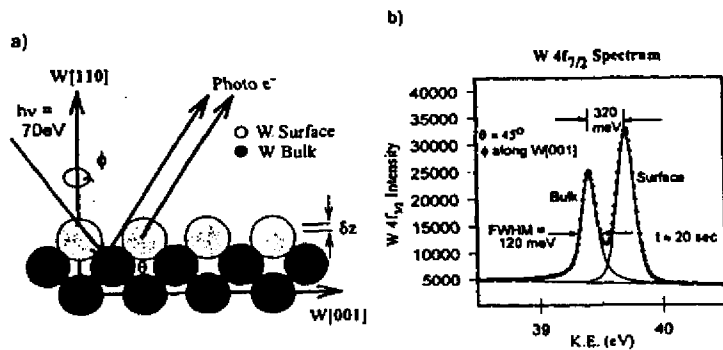 a)
W[110]
hν =
70eV
ϕ
Photo e⁻
W Surface
W Bulk
δz
θ
W[001]
b)
W 4f7/2 Spectrum
W 4f7/2 Intensity
40000
35000
30000
25000
20000
15000
10000
5000
320
meV
θ = 45°
ϕ along W[001]
Bulk
Surface
FWHM =
120 meV
t ≈ 20 sec
39
40
K.E. (eV)